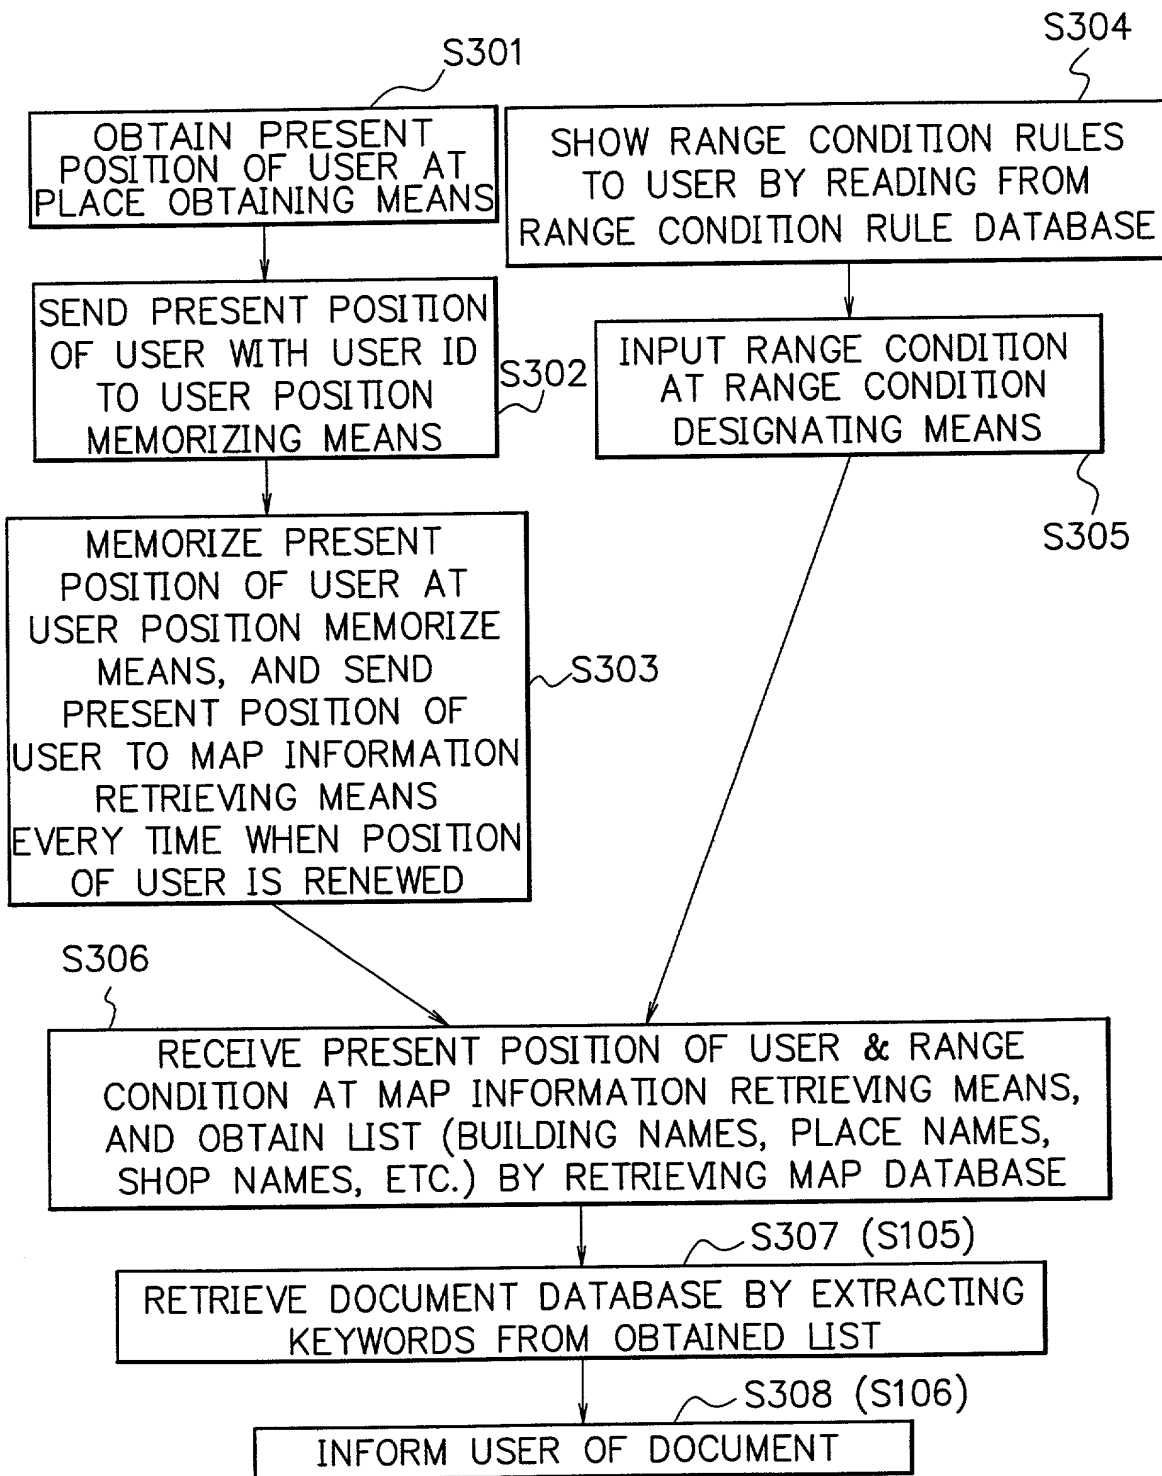 S301
OBTAIN PRESENT
POSITION OF USER AT
PLACE OBTAINING MEANS
SEND PRESENT POSITION
OF USER WITH USER ID
TO USER POSITION
MEMORIZING MEANS
S302
MEMORIZE PRESENT
POSITION OF USER AT
USER POSITION MEMORIZE
MEANS, AND SEND
PRESENT POSITION OF
USER TO MAP INFORMATION
RETRIEVING MEANS
EVERY TIME WHEN POSITION
OF USER IS RENEWED
S303
S304
SHOW RANGE CONDITION RULES
TO USER BY READING FROM
RANGE CONDITION RULE DATABASE
INPUT RANGE CONDITION
AT RANGE CONDITION
DESIGNATING MEANS
S305
S306
RECEIVE PRESENT POSITION OF USER & RANGE
CONDITION AT MAP INFORMATION RETRIEVING MEANS,
AND OBTAIN LIST (BUILDING NAMES, PLACE NAMES,
SHOP NAMES, ETC.) BY RETRIEVING MAP DATABASE
S307 (S105)
RETRIEVE DOCUMENT DATABASE BY EXTRACTING
KEYWORDS FROM OBTAINED LIST
S308 (S106)
INFORM USER OF DOCUMENT